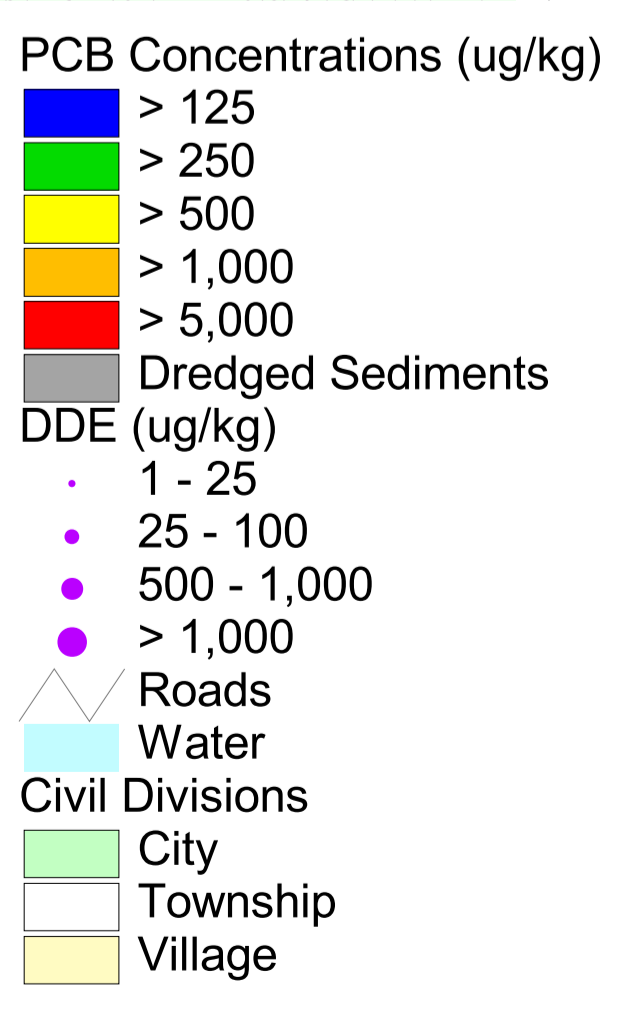 PCB Concentrations (ug/kg)
> 125
> 250
> 500
> 1,000
> 5,000
Dredged Sediments
DDE (ug/kg)
1 - 25
25 - 100
500 - 1,000
> 1,000
Roads
Water
Civil Divisions
City
Township
Village